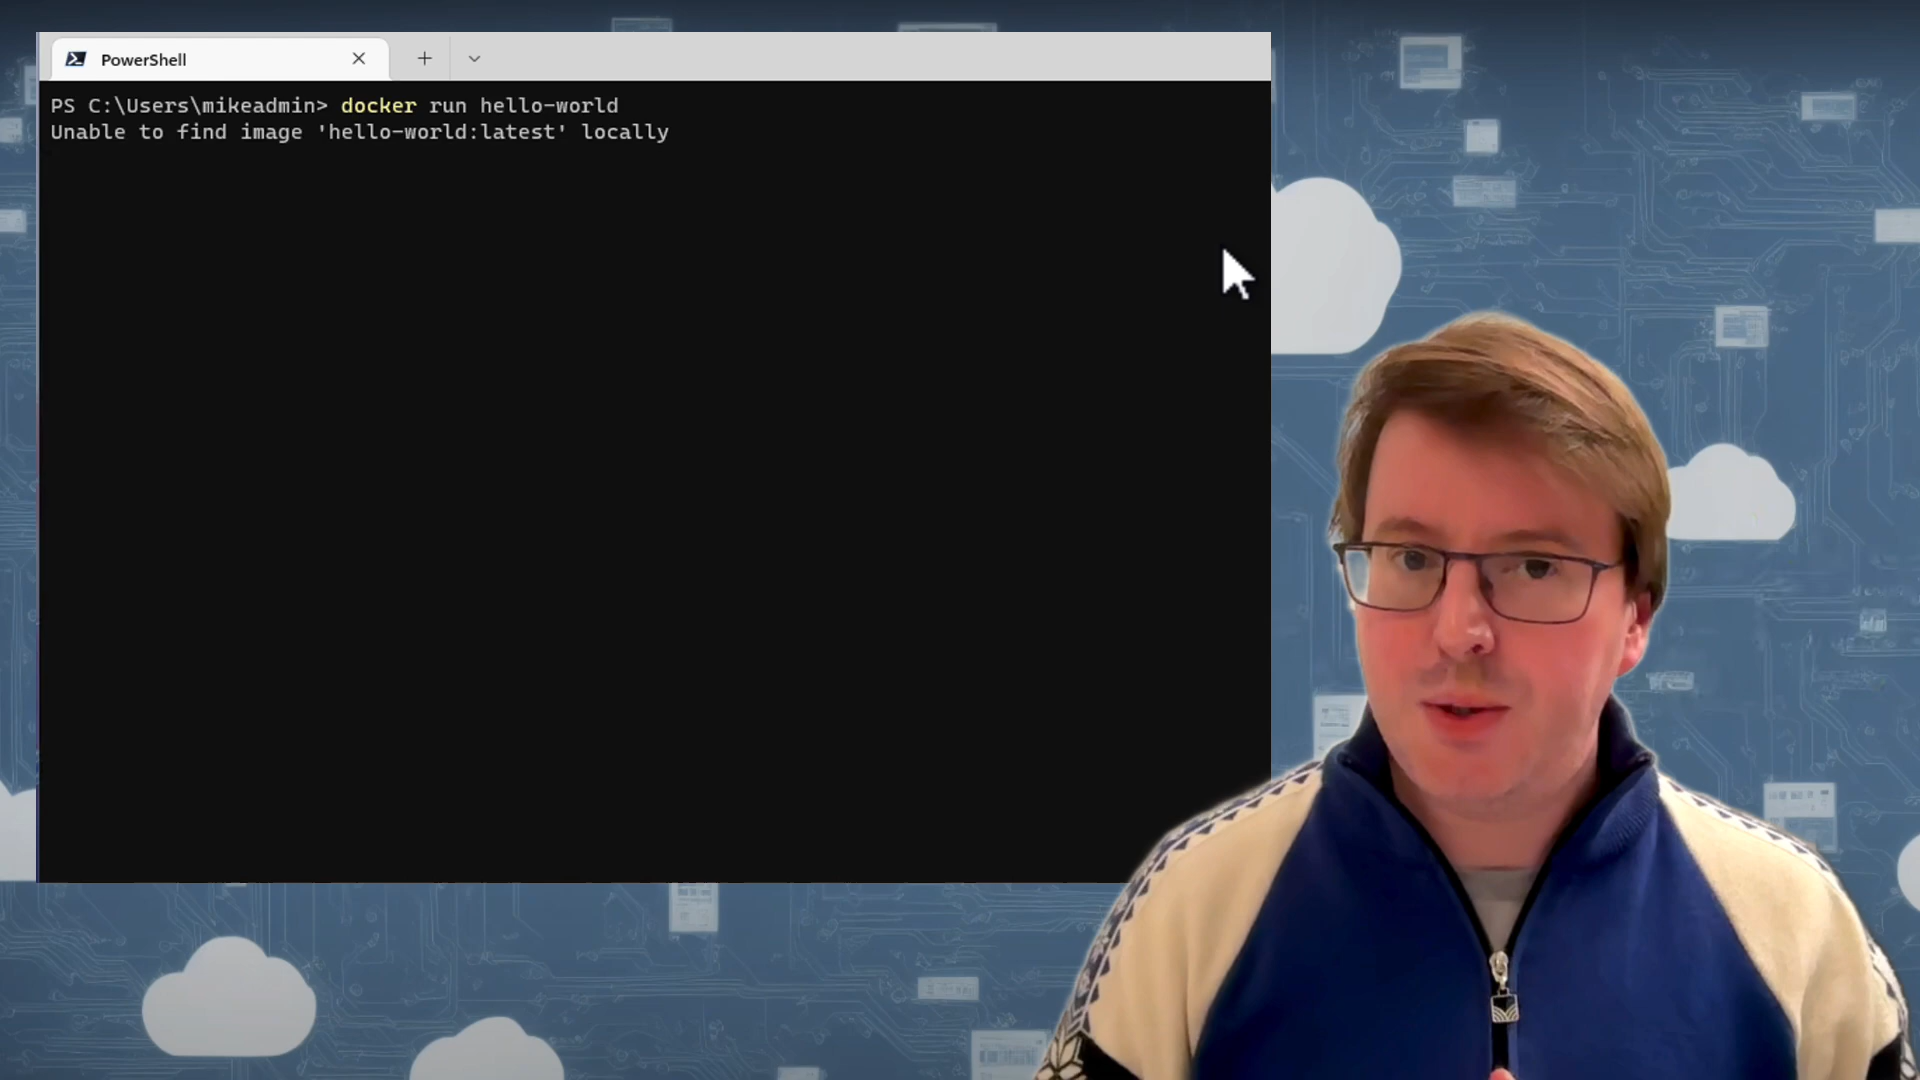 PowerShell
PS C:\Users\mikeadmin> docker run hello-world
Unable to find image 'hello-world:latest' locally